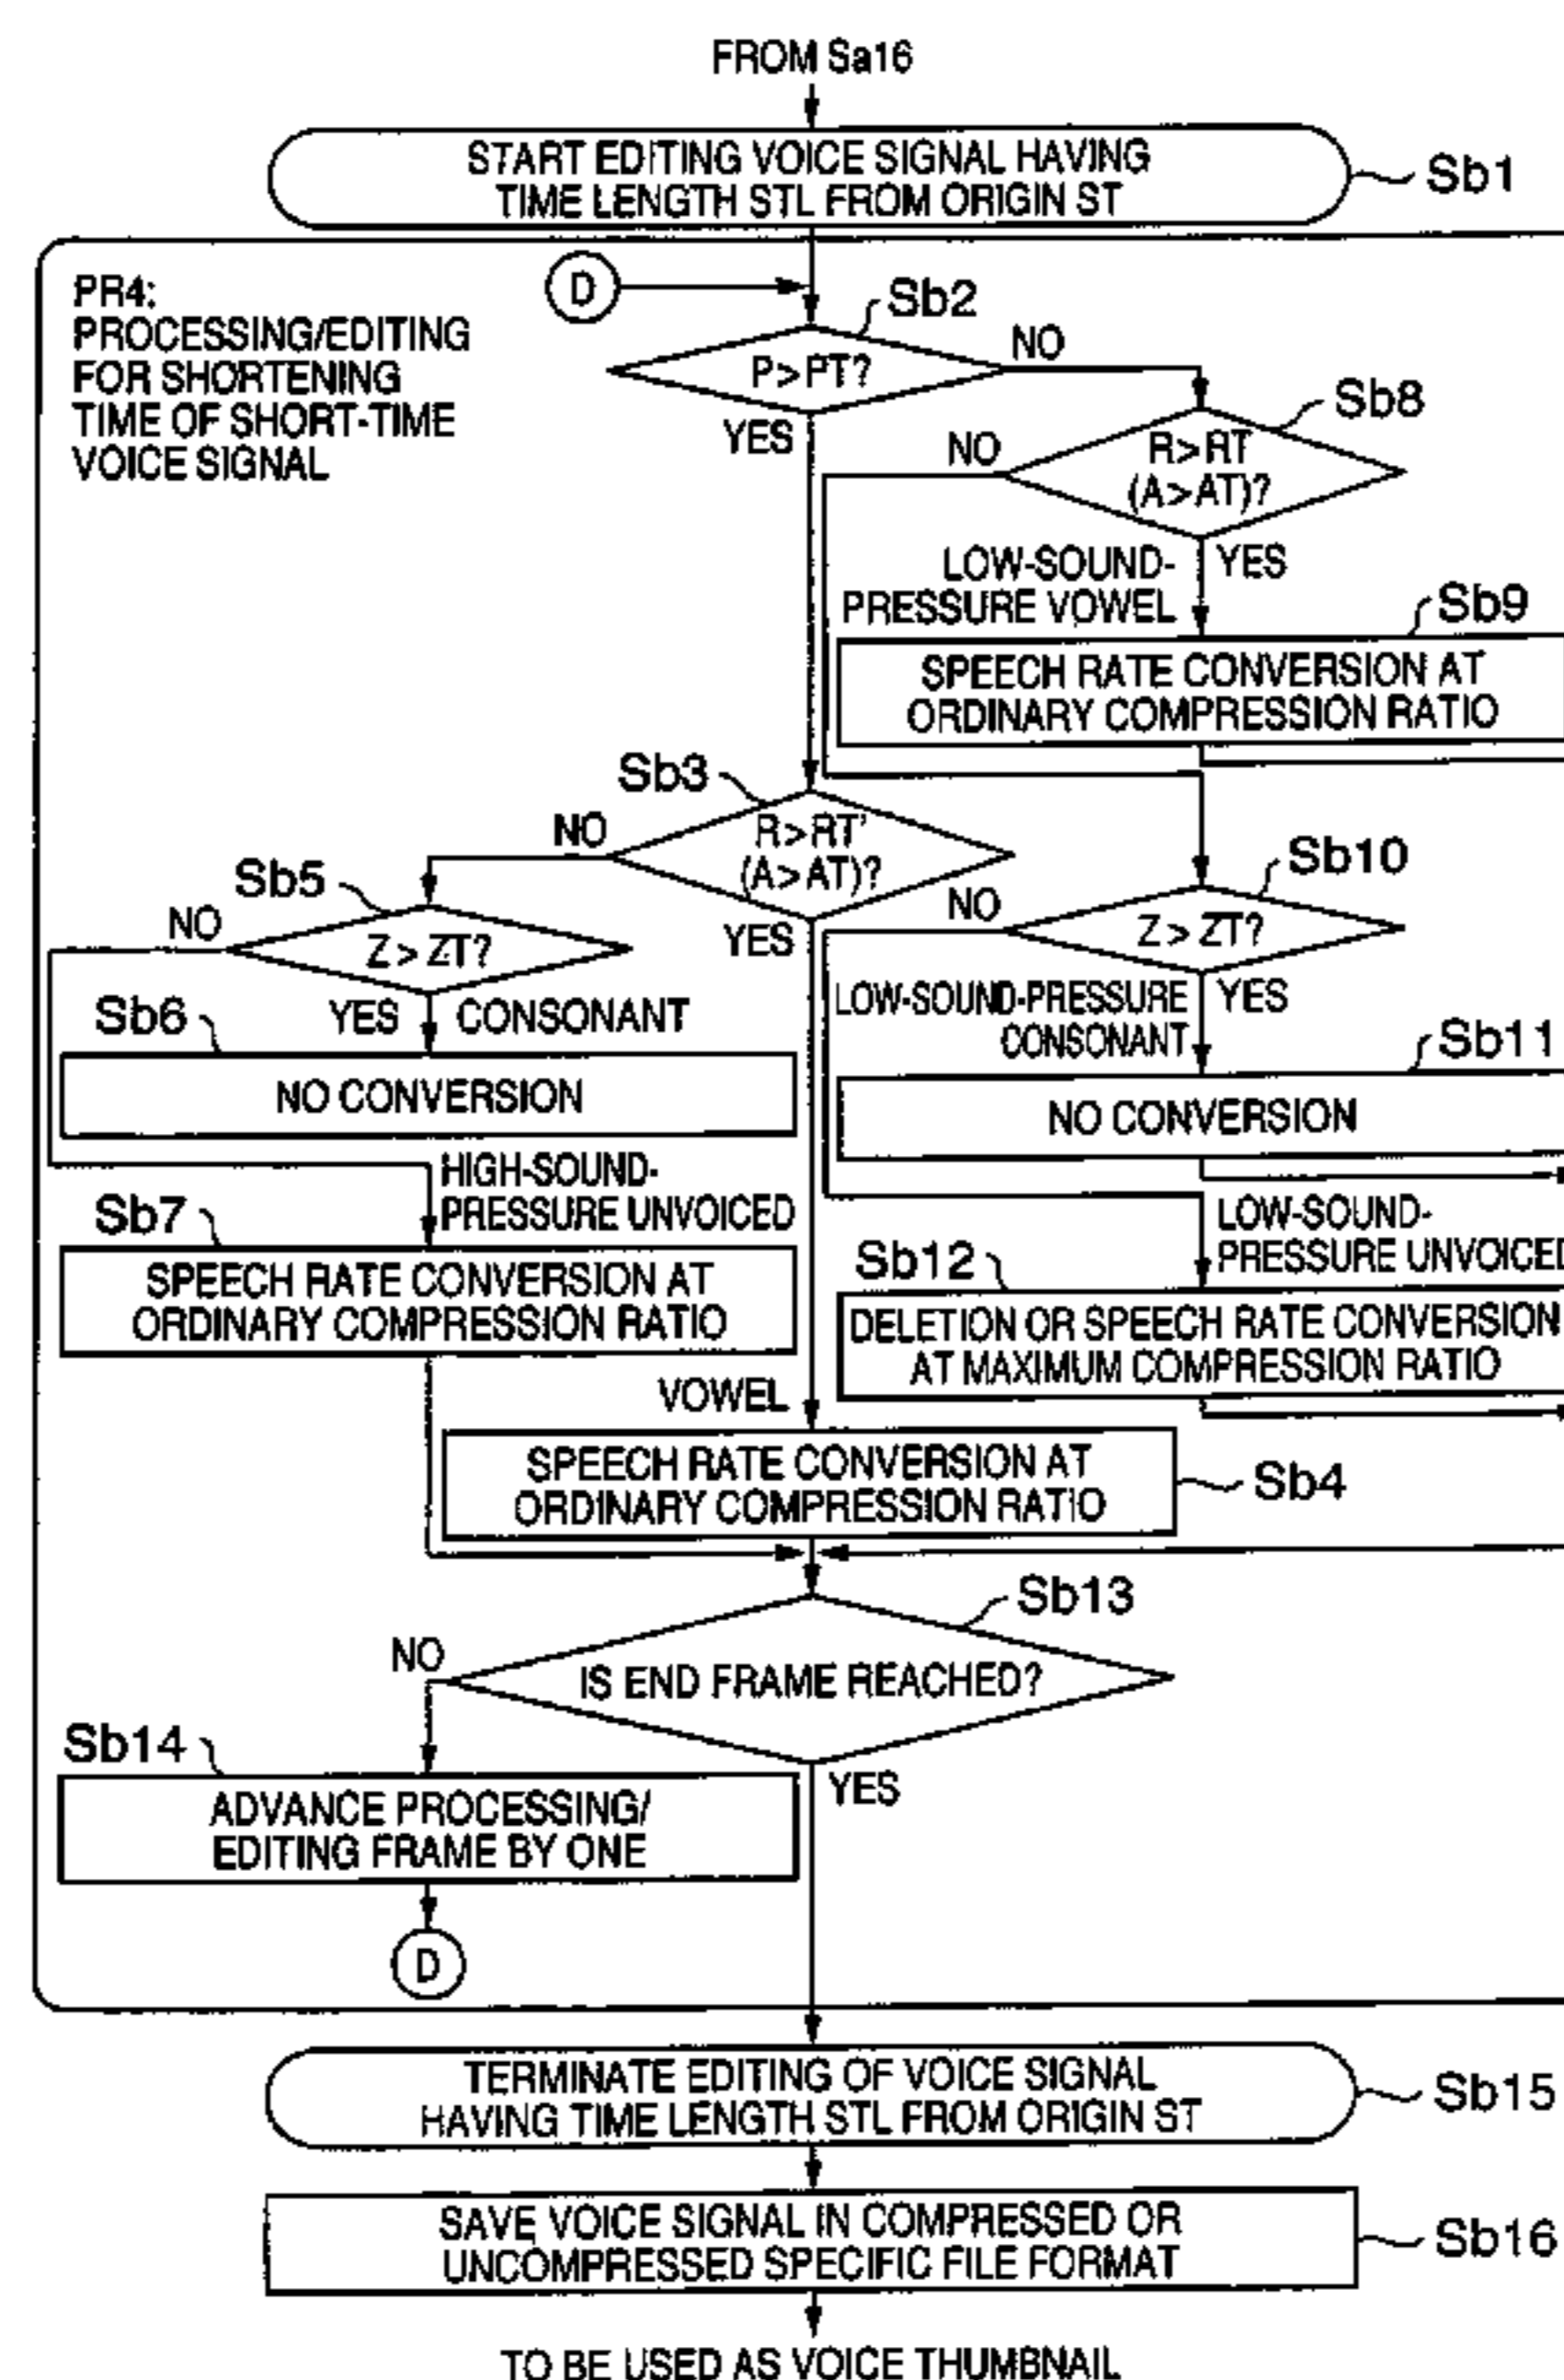 FROM Sa16
START EDITING VOICE SIGNAL HAVING
TIME LENGTH STL FROM ORIGIN ST
Sb1
PR4:
PROCESSING/EDITING
FOR SHORTENING
TIME OF SHORT-TIME
VOICE SIGNAL
D
Sb2
P>PT?
NO
YES
Sb8
R>RT
(A>AT)?
NO
YES
LOW-SOUND-
PRESSURE VOWEL
Sb9
SPEECH RATE CONVERSION AT
ORDINARY COMPRESSION RATIO
Sb3
R>RT'
(A>AT)?
NO
YES
Sb5
Z>ZT?
NO
YES
CONSONANT
Sb10
Z>ZT?
NO
YES
LOW-SOUND-PRESSURE
CONSONANT
Sb6
NO CONVERSION
Sb11
NO CONVERSION
HIGH-SOUND-
PRESSURE UNVOICED
Sb7
SPEECH RATE CONVERSION AT
ORDINARY COMPRESSION RATIO
LOW-SOUND-
PRESSURE UNVOICED
Sb12
DELETION OR SPEECH RATE CONVERSION
AT MAXIMUM COMPRESSION RATIO
VOWEL
SPEECH RATE CONVERSION AT
ORDINARY COMPRESSION RATIO
Sb4
Sb13
IS END FRAME REACHED?
NO
YES
Sb14
ADVANCE PROCESSING/
EDITING FRAME BY ONE
D
TERMINATE EDITING OF VOICE SIGNAL
HAVING TIME LENGTH STL FROM ORIGIN ST
Sb15
SAVE VOICE SIGNAL IN COMPRESSED OR
UNCOMPRESSED SPECIFIC FILE FORMAT
Sb16
TO BE USED AS VOICE THUMBNAIL